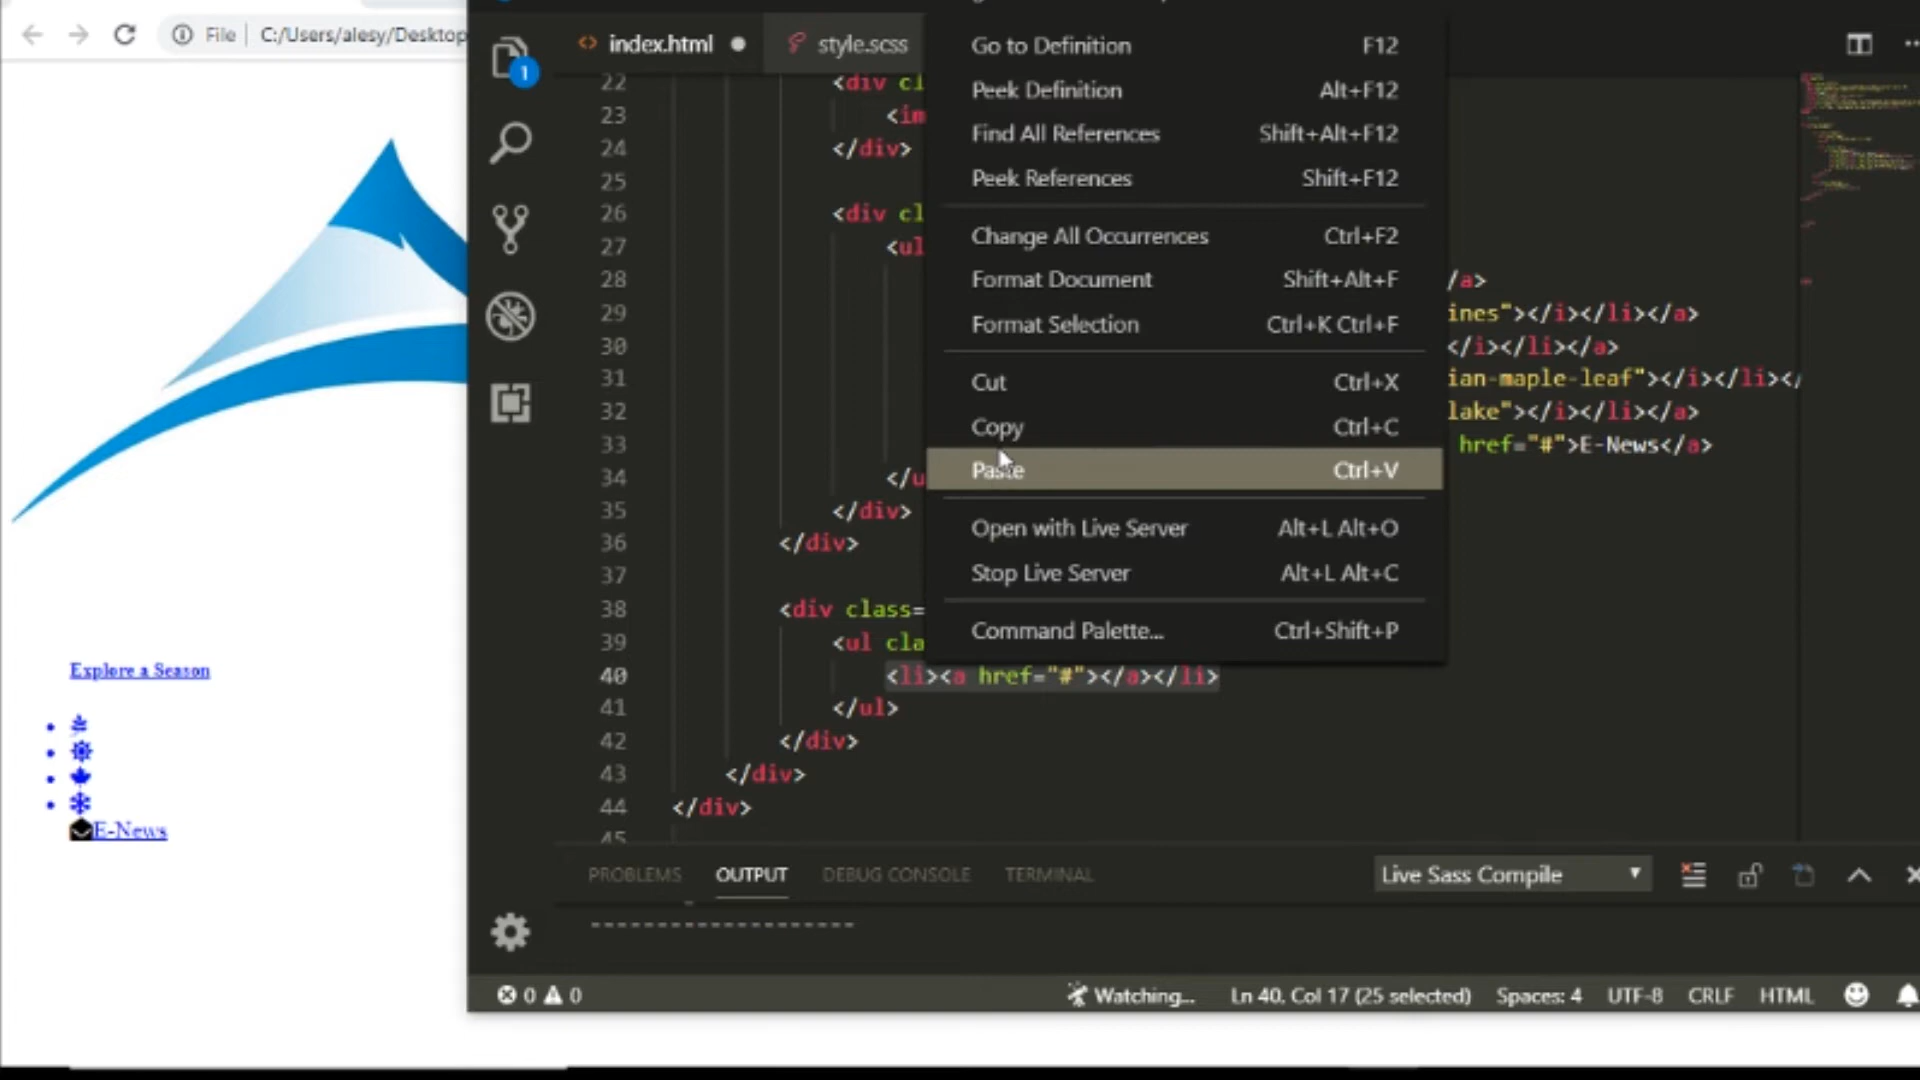 File C:/Users/alesy/Desktop
Explore a Season
E-News
1
index.html
style.scss
22 <div cl
23 <im
24 </div>
25
26 <div cl
27 <ul
28 /a>
29 ines"></i></li></a>
30 </i></li></a>
31 ian-maple-leaf"></i></li></
32 lake"></i></li></a>
33 href="#">E-News</a>
34 </u
35 </div>
36 </div>
37
38 <div class=
39 <ul cla
40 <li><a href="#"></a></li>
41 </ul>
42 </div>
43 </div>
44 </div>
45
Go to Definition F12
Peek Definition Alt+F12
Find All References Shift+Alt+F12
Peek References Shift+F12
Change All Occurrences Ctrl+F2
Format Document Shift+Alt+F
Format Selection Ctrl+K Ctrl+F
Cut Ctrl+X
Copy Ctrl+C
Paste Ctrl+V
Open with Live Server Alt+L Alt+O
Stop Live Server Alt+L Alt+C
Command Palette... Ctrl+Shift+P
PROBLEMS OUTPUT DEBUG CONSOLE TERMINAL Live Sass Compile
--------------------
0 0 Watching... Ln 40, Col 17 (25 selected) Spaces: 4 UTF-8 CRLF HTML